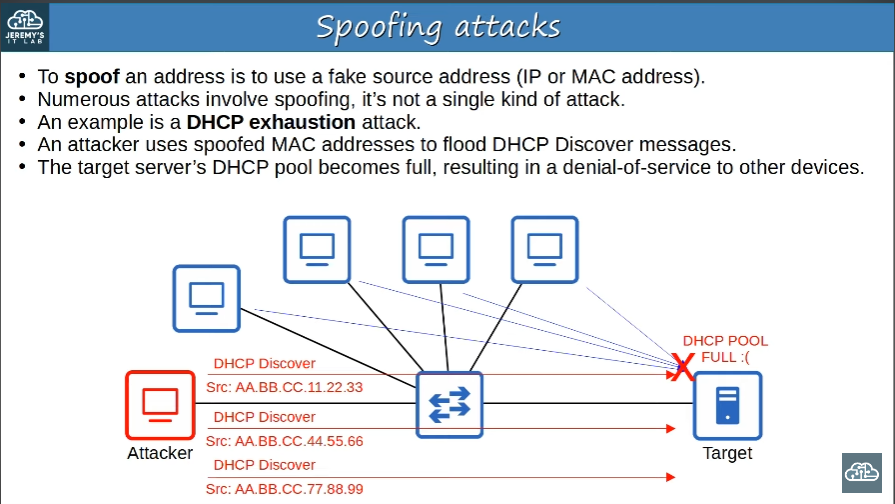 JEREMY'S
IT LAB
Spoofing attacks
• To spoof an address is to use a fake source address (IP or MAC address).
• Numerous attacks involve spoofing, it's not a single kind of attack.
• An example is a DHCP exhaustion attack.
• An attacker uses spoofed MAC addresses to flood DHCP Discover messages.
• The target server's DHCP pool becomes full, resulting in a denial-of-service to other devices.
DHCP POOL
FULL :(
X
DHCP Discover
Src: AA.BB.CC.11.22.33
DHCP Discover
Src: AA.BB.CC.44.55.66
Attacker
Target
DHCP Discover
Src: AA.BB.CC.77.88.99